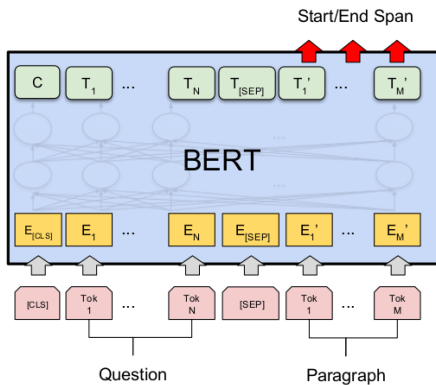 Start/End Span
C T1 ... TN T[SEP] T1' ... TM'
...
BERT
...
E[CLS] E1 ... EN E[SEP] E1' ... EM'
[CLS] Tok 1 ... Tok N [SEP] Tok 1 ... Tok M
Question Paragraph